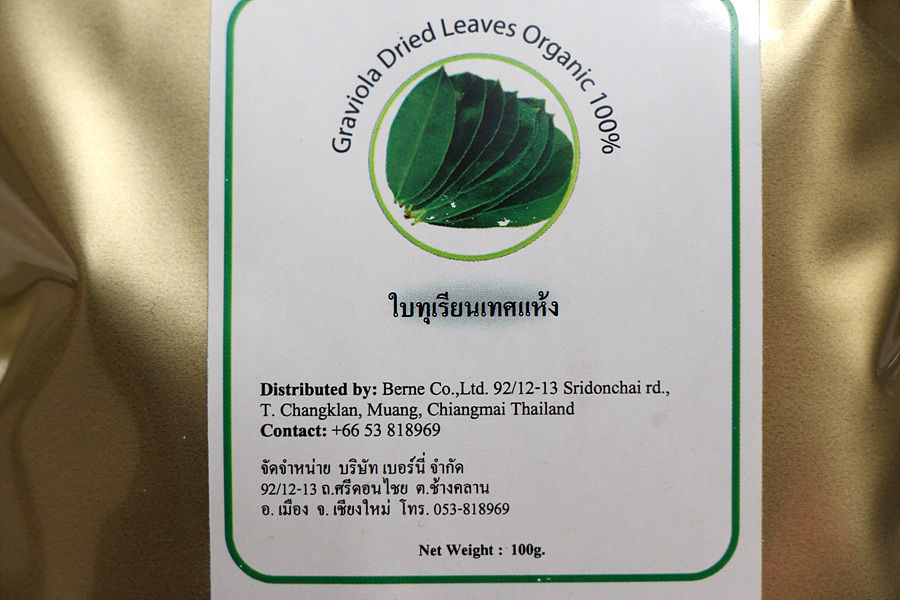 Graviola Dried Leaves Organic 100%
ใบทุเรียนเทศแห้ง
Distributed by: Berne Co.,Ltd. 92/12-13 Sridonchai rd.,
T. Changklan, Muang, Chiangmai Thailand
Contact: +66 53 818969
จัดจำหน่าย บริษัท เบอร์นี่ จำกัด
92/12-13 ถ.ศรีดอนไชย ต.ช้างคลาน
อ. เมือง จ. เชียงใหม่ โทร. 053-818969
Net Weight : 100g.